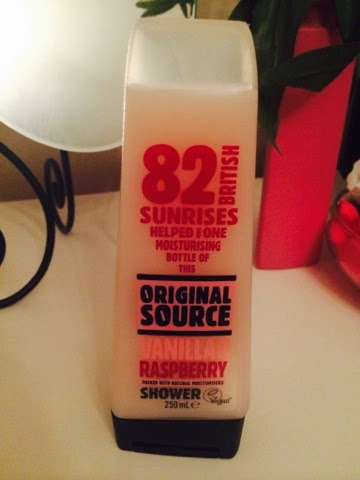 82 BRITISH
SUNRISES
HELPED ONE
MOISTURISING
BOTTLE OF
THIS
ORIGINAL
SOURCE
VANILLA
RASPBERRY
PACKED WITH NATURAL MOISTURISERS
SHOWER
250 mL ℮
vegan